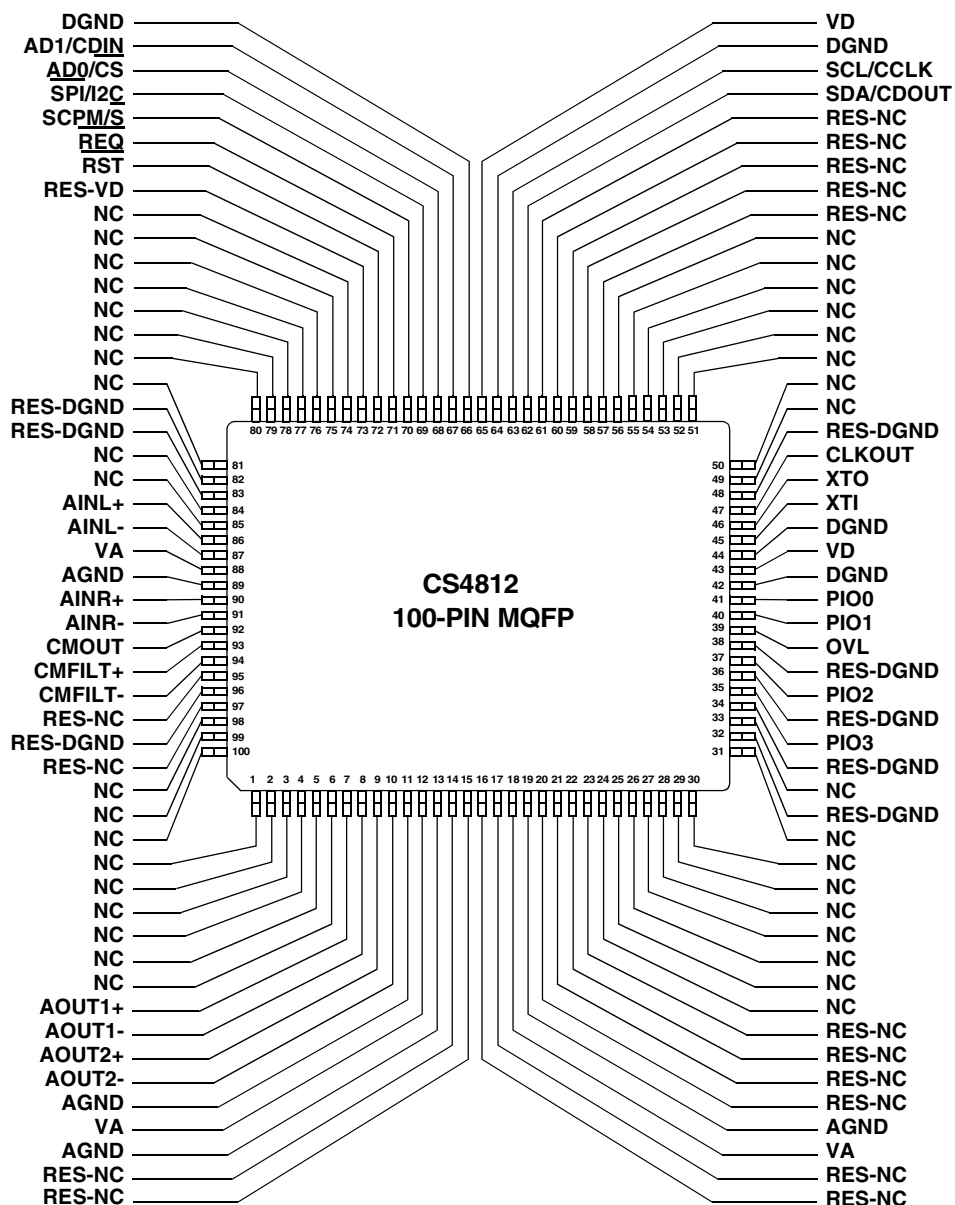 DGND
AD1/CDIN
AD0/CS
SPI/I2C
SCPM/S
REQ
RST
RES-VD
NC
NC
NC
NC
NC
NC
NC
NC
RES-DGND
RES-DGND
NC
NC
AINL+
AINL-
VA
AGND
AINR+
AINR-
CMOUT
CMFILT+
CMFILT-
RES-NC
RES-DGND
RES-NC
NC
NC
NC
NC
NC
NC
NC
NC
NC
AOUT1+
AOUT1-
AOUT2+
AOUT2-
AGND
VA
AGND
RES-NC
RES-NC
80 79 78 77 76 75 74 73 72 71 70 69 68 67 66 65 64 63 62 61 60 59 58 57 56 55 54 53 52 51
81
82
83
84
85
86
87
88
89
90
91
92
93
94
95
96
97
98
99
100
CS4812
100-PIN MQFP
50
49
48
47
46
45
44
43
42
41
40
39
38
37
36
35
34
33
32
31
1 2 3 4 5 6 7 8 9 10 11 12 13 14 15 16 17 18 19 20 21 22 23 24 25 26 27 28 29 30
VD
DGND
SCL/CCLK
SDA/CDOUT
RES-NC
RES-NC
RES-NC
RES-NC
RES-NC
NC
NC
NC
NC
NC
NC
NC
NC
RES-DGND
CLKOUT
XTO
XTI
DGND
VD
DGND
PIO0
PIO1
OVL
RES-DGND
PIO2
RES-DGND
PIO3
RES-DGND
NC
RES-DGND
NC
NC
NC
NC
NC
NC
NC
NC
RES-NC
RES-NC
RES-NC
RES-NC
AGND
VA
RES-NC
RES-NC